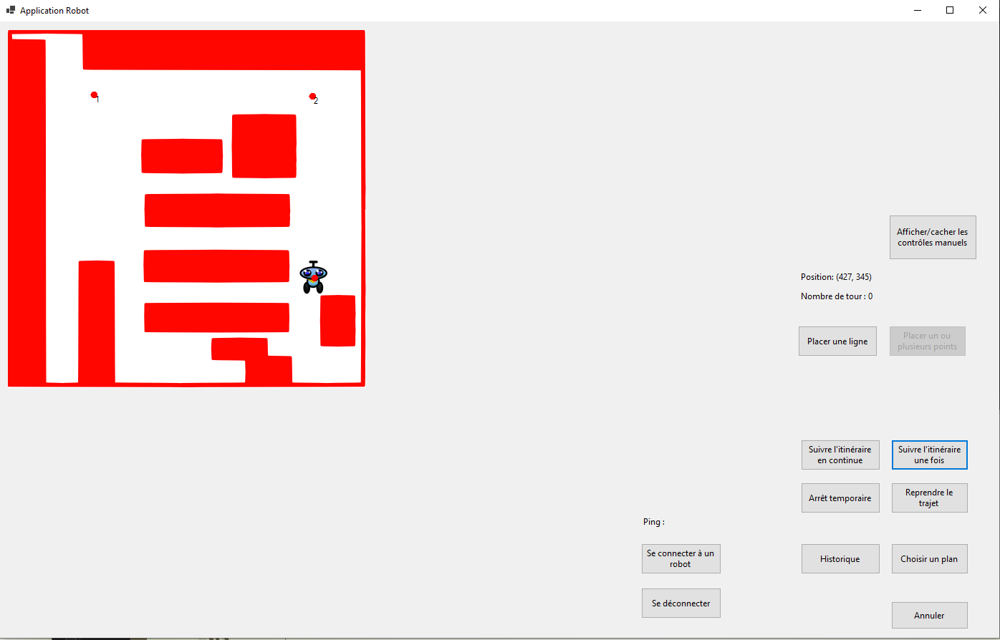 Application Robot
1
2
Afficher/cacher les
contrôles manuels
Position: (427, 345)
Nombre de tour : 0
Placer une ligne
Placer un ou
plusieurs points
Suivre l'itinéraire
en continue
Suivre l'itinéraire
une fois
Arrêt temporaire
Reprendre le
trajet
Ping :
Se connecter à un
robot
Historique
Choisir un plan
Se déconnecter
Annuler